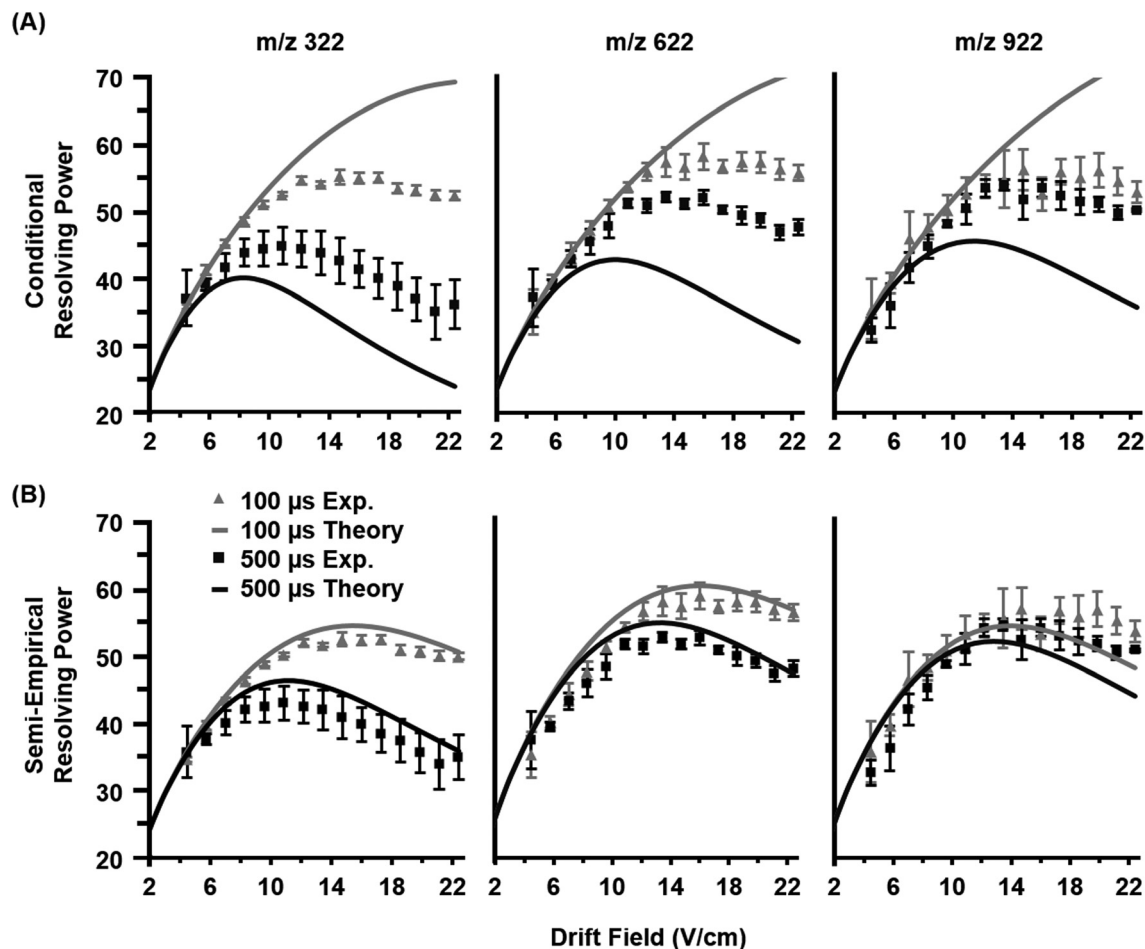 (A)
m/z 322 m/z 622 m/z 922
Conditional
Resolving Power
70
60
50
40
30
20
2 6 10 14 18 22 2 6 10 14 18 22 2 6 10 14 18 22
(B)
Semi-Empirical
Resolving Power
70
60
50
40
30
20
100 µs Exp.
100 µs Theory
500 µs Exp.
500 µs Theory
2 6 10 14 18 22 2 6 10 14 18 22 2 6 10 14 18 22
Drift Field (V/cm)